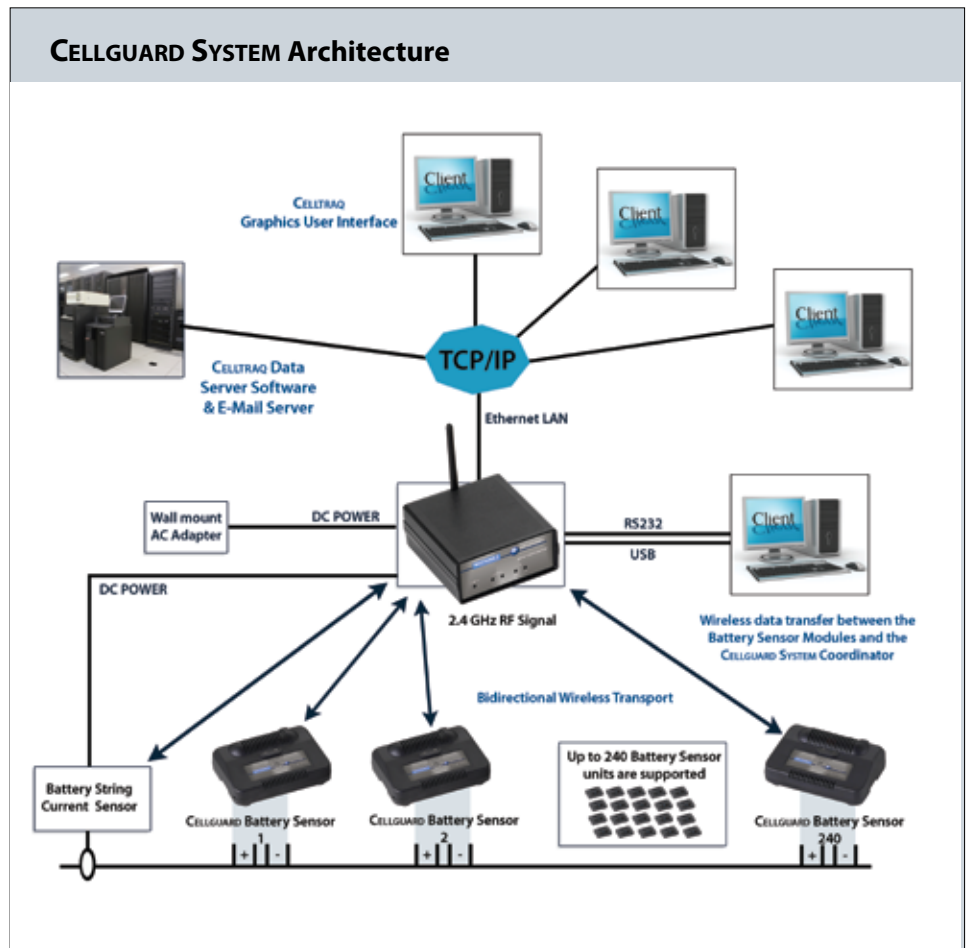 CELLGUARD SYSTEM Architecture
Client
CELLTRAQ
Graphics User Interface
Client
Client
TCP/IP
CELLTRAQ Data
Server Software
& E-Mail Server
Ethernet LAN
Wall mount
AC Adapter
DC POWER
RS232
USB
Client
DC POWER
2.4 GHz RF Signal
Wireless data transfer between the
Battery Sensor Modules and the
CELLGUARD SYSTEM Coordinator
Bidirectional Wireless Transport
Battery String
Current Sensor
CELLGUARD Battery Sensor
1
+ -
CELLGUARD Battery Sensor
2
+ -
Up to 240 Battery Sensor
units are supported
CELLGUARD Battery Sensor
240
+ -